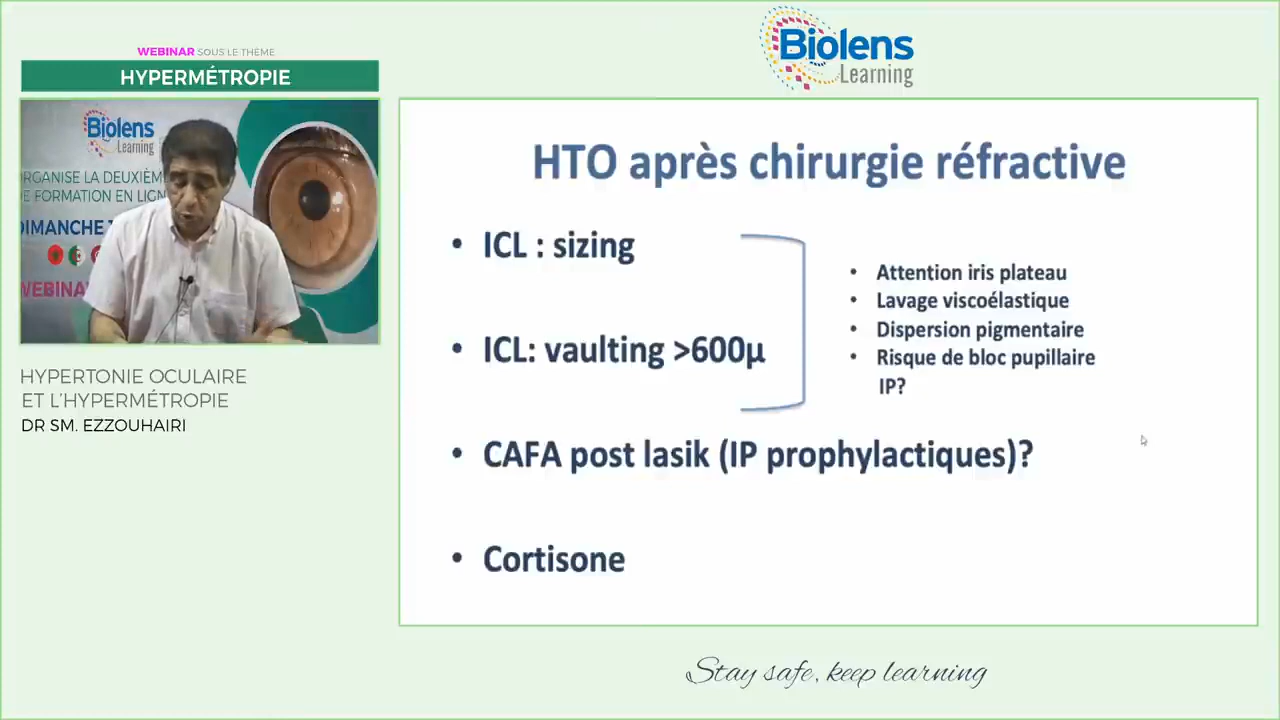 WEBINAR SOUS LE THÈME
HYPERMÉTROPIE
Biolens
Learning
Biolens
Learning
ORGANISE LA DEUXIÈM
DE FORMATION EN LIGN
DIMANCHE
WEBINA
HYPERTONIE OCULAIRE
ET L'HYPERMÉTROPIE
DR SM. EZZOUHAIRI
HTO après chirurgie réfractive
• ICL : sizing
• ICL: vaulting >600µ
• Attention iris plateau
• Lavage viscoélastique
• Dispersion pigmentaire
• Risque de bloc pupillaire
IP?
• CAFA post lasik (IP prophylactiques)?
• Cortisone
Stay safe, keep learning